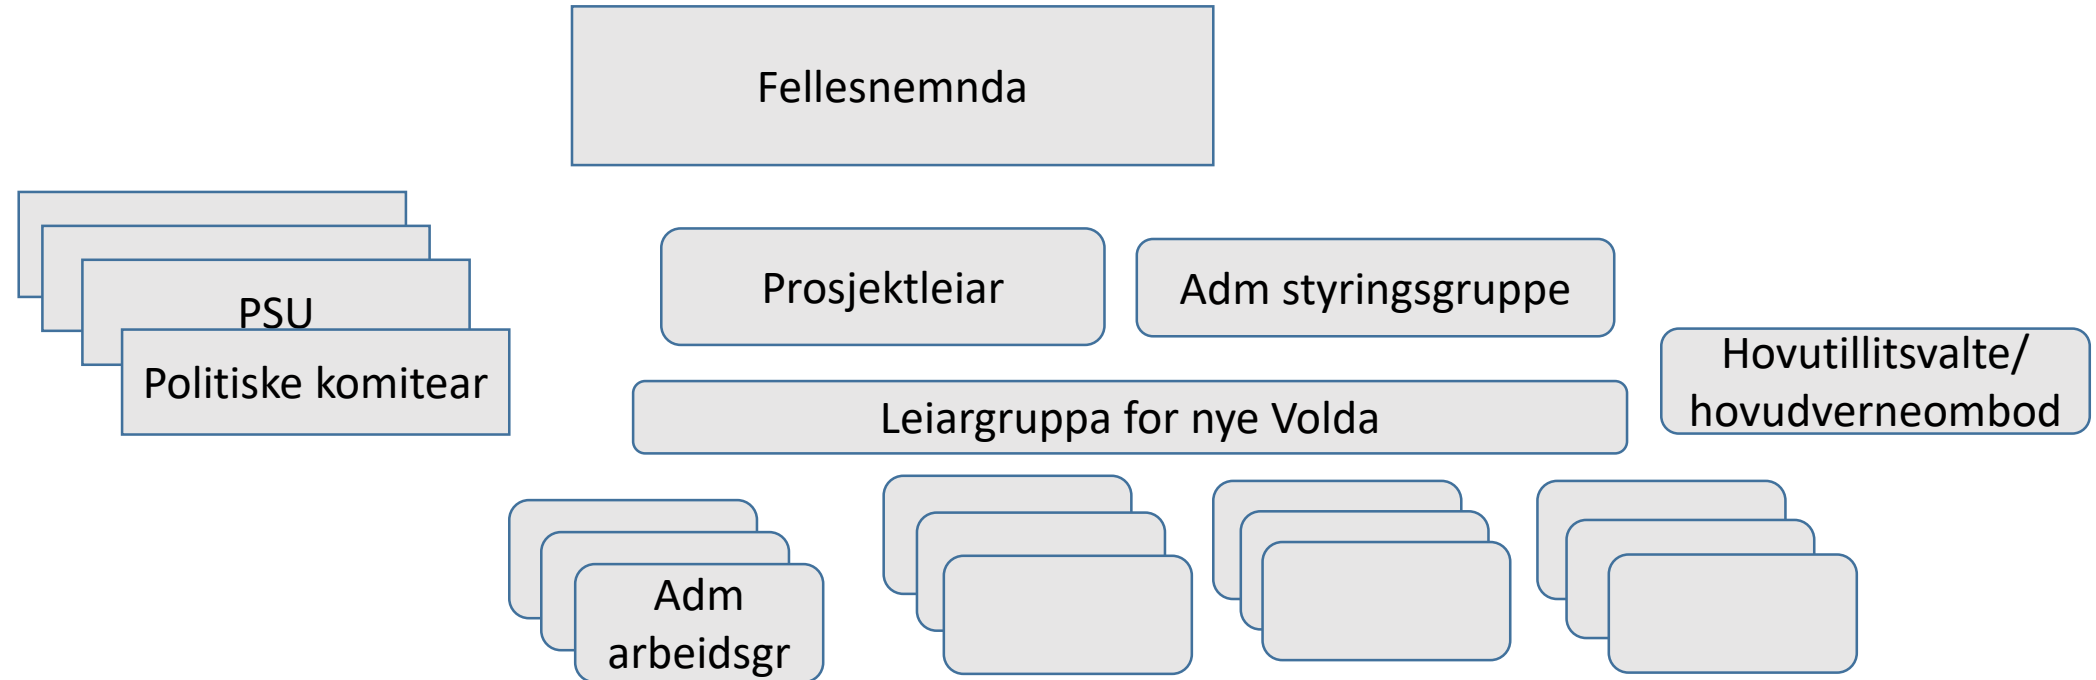 Fellesnemnda
PSU
Politiske komitear
Prosjektleiar
Adm styringsgruppe
Hovutillitsvalte/
hovudverneombod
Leiargruppa for nye Volda
Adm
arbeidsgr